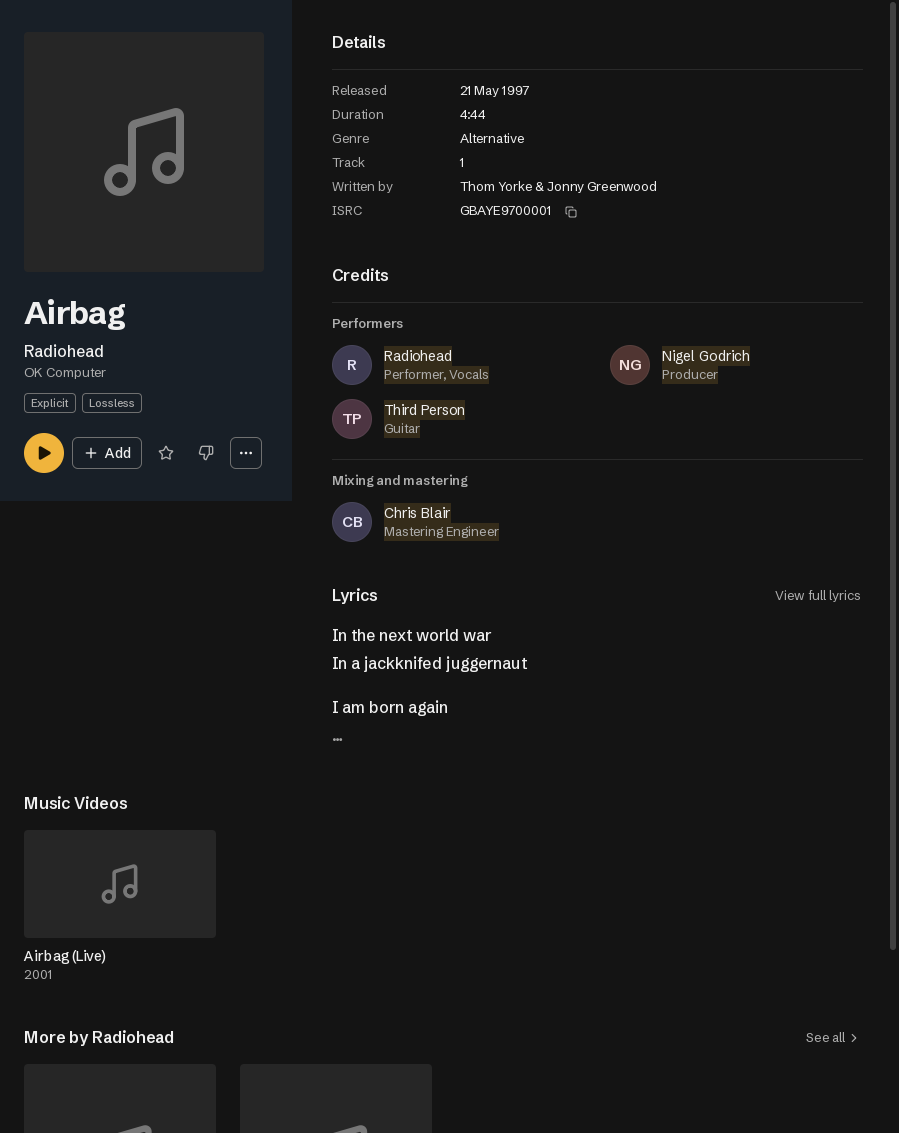 Airbag
Radiohead
OK Computer
Explicit Lossless
Add
Details
Released 21 May 1997
Duration 4:44
Genre Alternative
Track 1
Written by Thom Yorke & Jonny Greenwood
ISRC GBAYE9700001
Credits
Performers
R Radiohead
Performer, Vocals
NG Nigel Godrich
Producer
TP Third Person
Guitar
Mixing and mastering
CB Chris Blair
Mastering Engineer
Lyrics View full lyrics
In the next world war
In a jackknifed juggernaut
I am born again
...
Music Videos
Airbag (Live)
2001
More by Radiohead See all